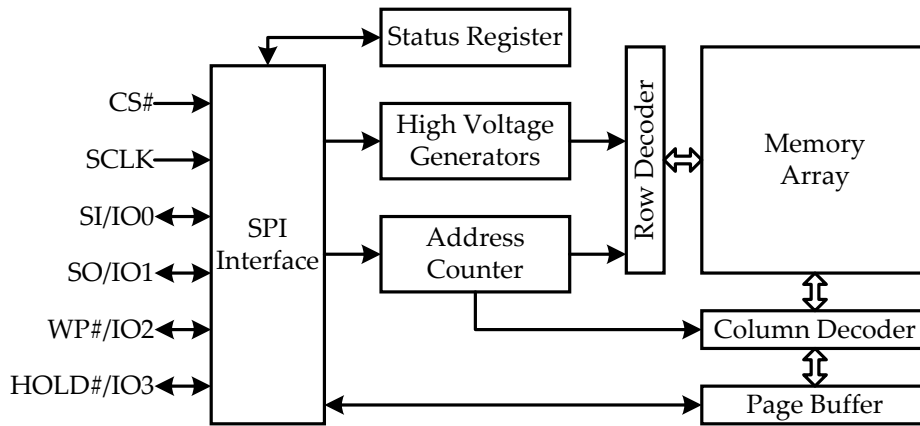 Status Register
CS#
SCLK
SI/IO0
SO/IO1
WP#/IO2
HOLD#/IO3
SPI
Interface
High Voltage
Generators
Address
Counter
Row Decoder
Memory
Array
Column Decoder
Page Buffer